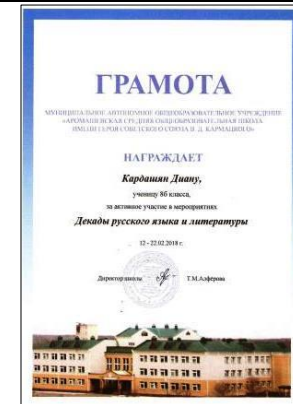 ГРАМОТА
МУНИЦИПАЛЬНОЕ АВТОНОМНОЕ ОБЩЕОБРАЗОВАТЕЛЬНОЕ УЧРЕЖДЕНИЕ
«АРОМАШЕВСКАЯ СРЕДНЯЯ ОБЩЕОБРАЗОВАТЕЛЬНАЯ ШКОЛА
ИМЕНИ ГЕРОЯ СОВЕТСКОГО СОЮЗА В. Д. КАРМАЦКОГО»
НАГРАЖДАЕТ
Кардашян Диану,
ученицу 8б класса,
за активное участие в мероприятиях
Декады русского языка и литературы
12 - 22.02.2018 г.
Директор школы Т.М.Алферова